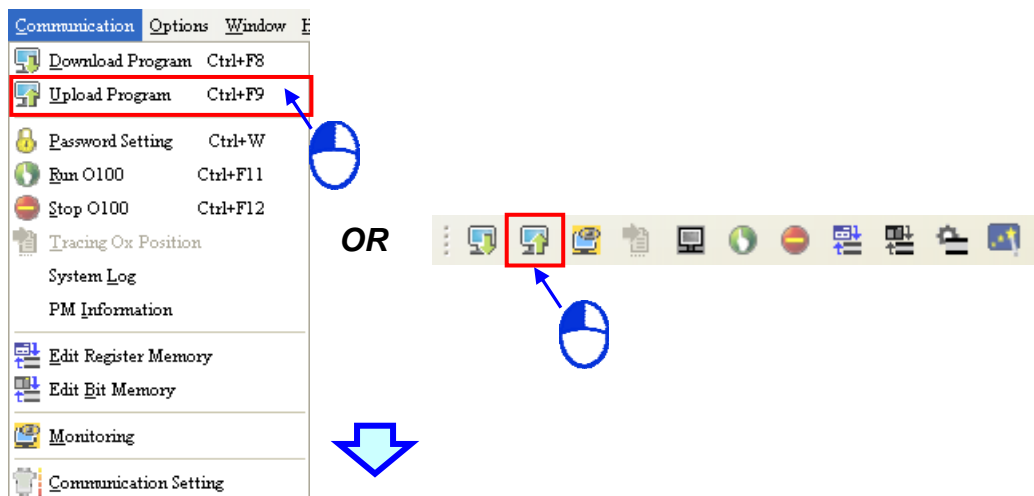 Communication Options Window
Download Program Ctrl+F8
Upload Program Ctrl+F9
Password Setting Ctrl+W
Run O100 Ctrl+F11
Stop O100 Ctrl+F12
Tracing Ox Position
System Log
PM Information
Edit Register Memory
Edit Bit Memory
Monitoring
Communication Setting
OR